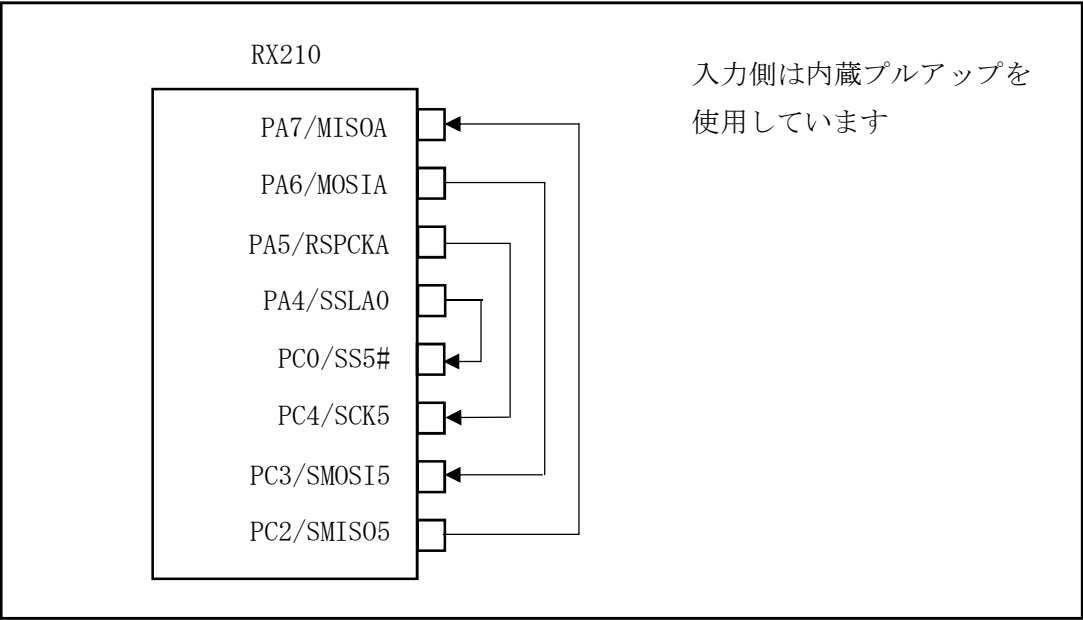 RX210
入力側は内蔵プルアップを
使用しています
PA7/MISOA
PA6/MOSIA
PA5/RSPCKA
PA4/SSLA0
PC0/SS5#
PC4/SCK5
PC3/SMOSI5
PC2/SMISO5